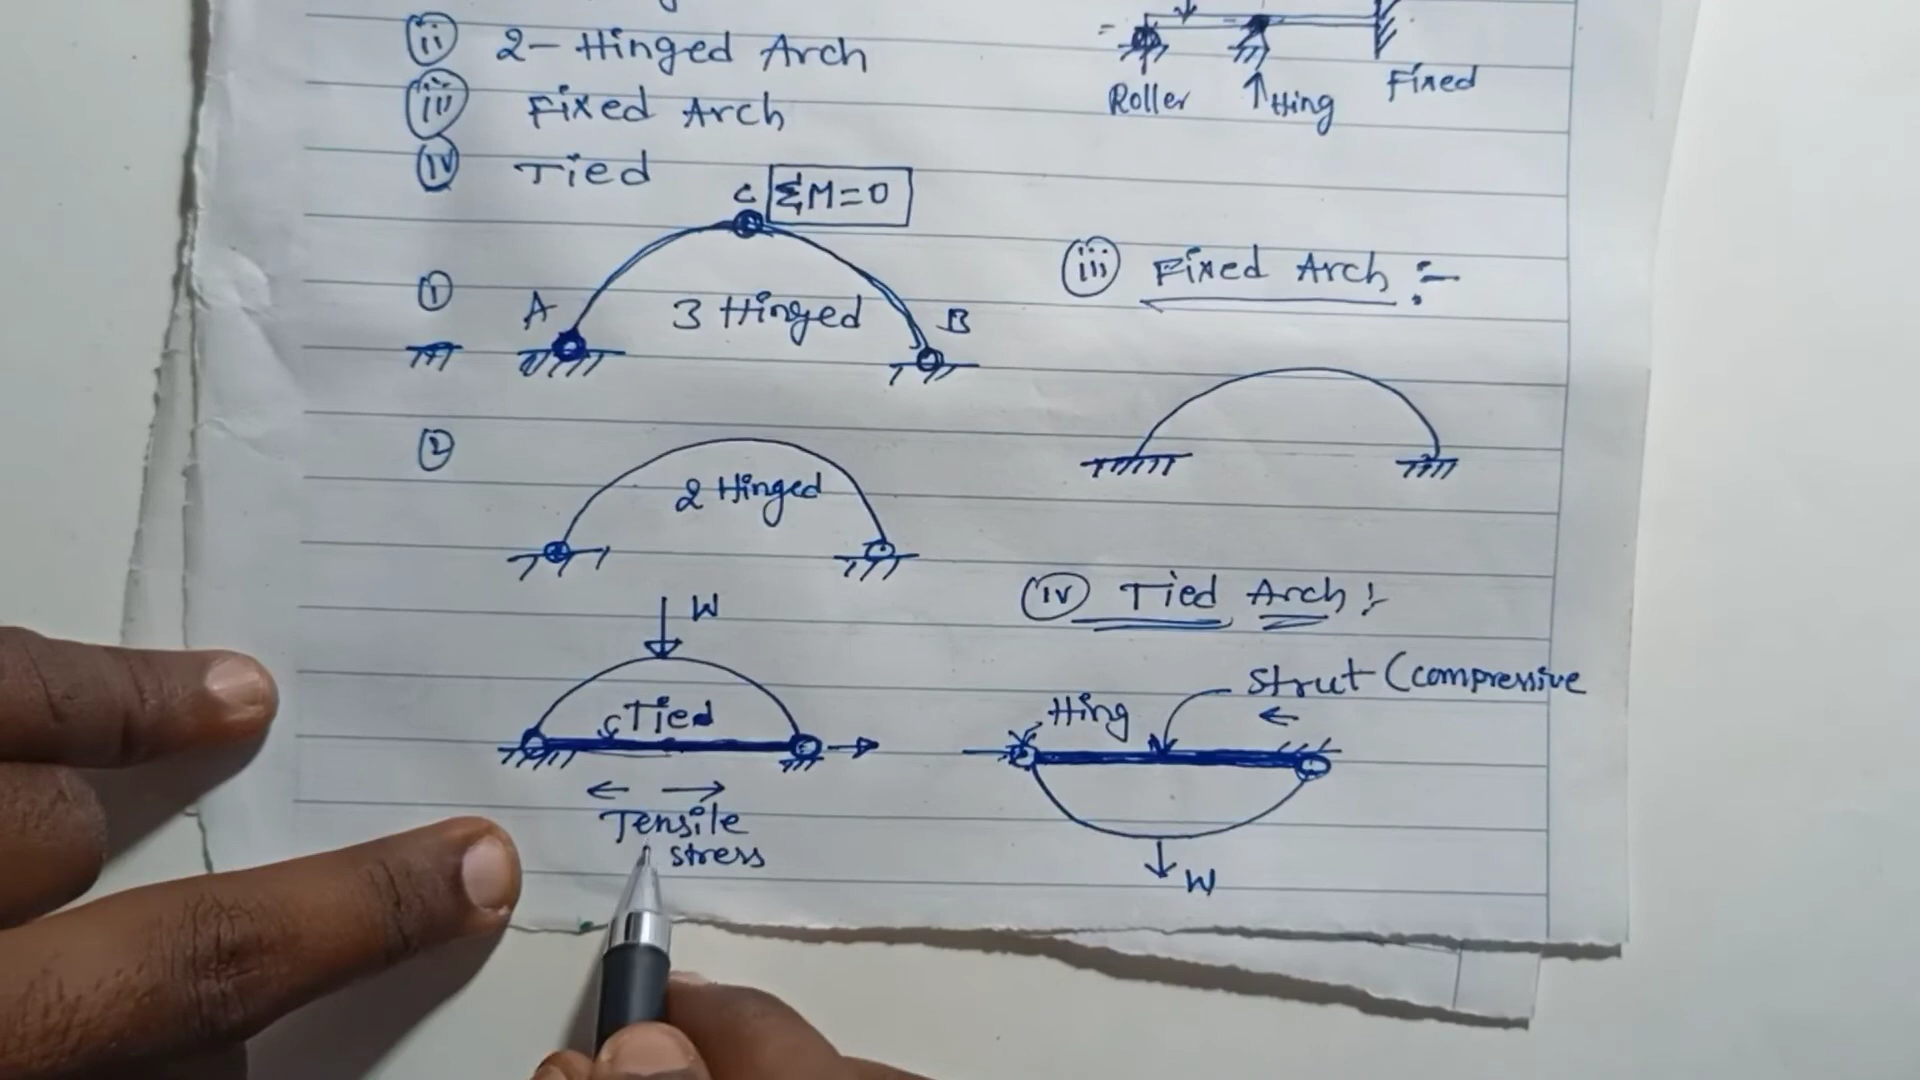 (ii) 2- Hinged Arch
(iii) Fixed Arch
(iv) Tied
Roller
↑Hing
Fixed
C ΣM=0
① A 3 Hinged B
(iii) Fixed Arch :-
② 2 Hinged
W
(iv) Tied Arch :-
Tied
Strut (compressive
←
Hing
← →
Tensile
stress
W